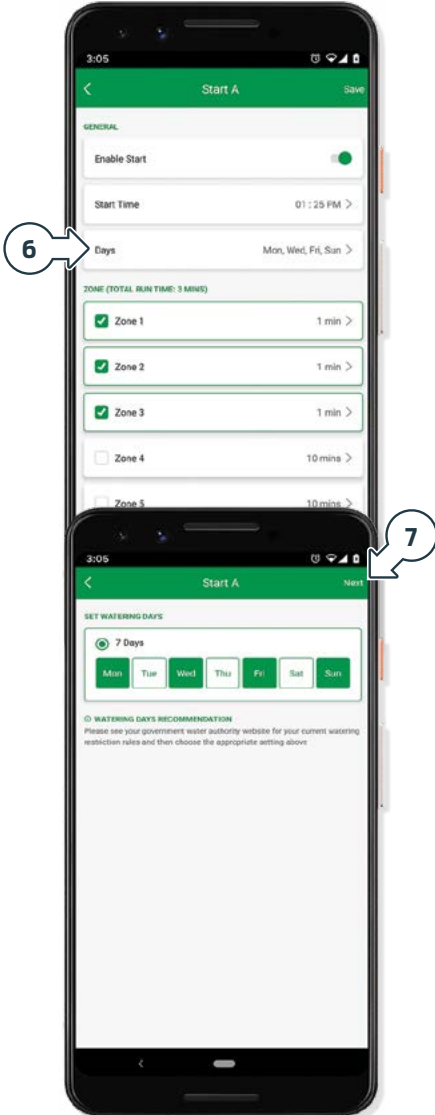 3:05
Start A
Save
GENERAL
Enable Start
Start Time
01 : 25 PM
6
Days
Mon, Wed, Fri, Sun
ZONE (TOTAL RUN TIME: 3 MINS)
Zone 1
1 min
Zone 2
1 min
Zone 3
1 min
Zone 4
10 mins
Zone 5
10 mins
7
3:05
Start A
Next
SET WATERING DAYS
7 Days
Mon Tue Wed Thu Fri Sat Sun
WATERING DAYS RECOMMENDATION
Please see your government water authority website for your current watering
restriction rules and then choose the appropriate setting above